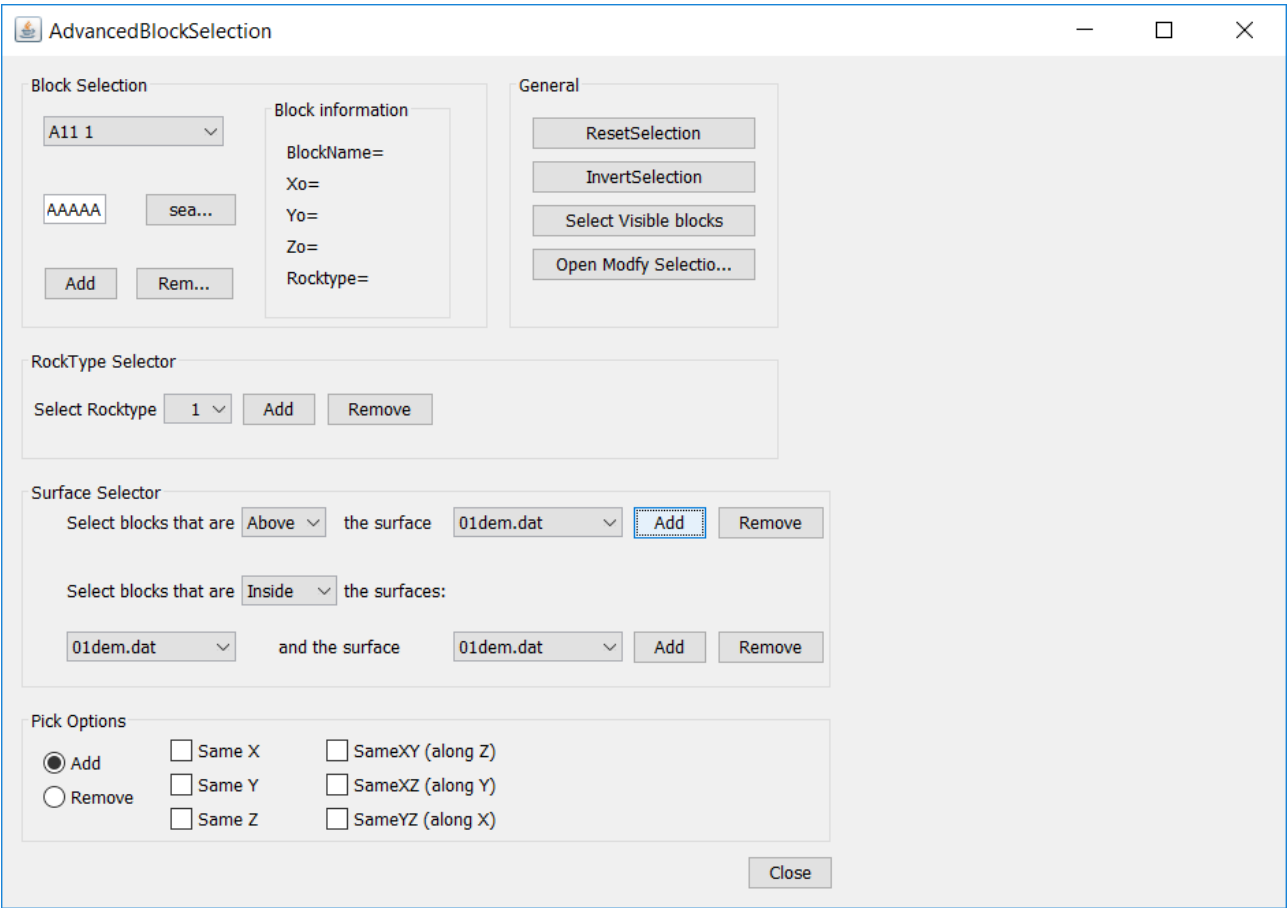 AdvancedBlockSelection
Block Selection
A11 1
AAAAA sea...
Add Rem...
Block information
BlockName=
Xo=
Yo=
Zo=
Rocktype=
General
ResetSelection
InvertSelection
Select Visible blocks
Open Modfy Selectio...
RockType Selector
Select Rocktype 1 Add Remove
Surface Selector
Select blocks that are Above the surface 01dem.dat Add Remove
Select blocks that are Inside the surfaces:
01dem.dat and the surface 01dem.dat Add Remove
Pick Options
Add
Remove
Same X
Same Y
Same Z
SameXY (along Z)
SameXZ (along Y)
SameYZ (along X)
Close